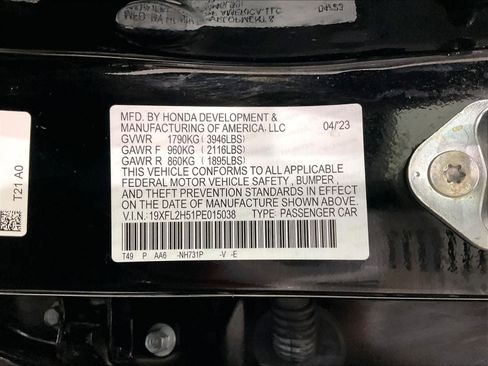 MFD. BY HONDA DEVELOPMENT &
MANUFACTURING OF AMERICA, LLC 04/'23
GVWR 1790KG (3946LBS)
GAWR F 960KG (2116LBS)
GAWR R 860KG (1895LBS)
THIS VEHICLE CONFORMS TO ALL APPLICABLE
FEDERAL MOTOR VEHICLE SAFETY, BUMPER,
AND THEFT PREVENTION STANDARDS IN EFFECT
ON THE DATE OF MANUFACTURE SHOWN ABOVE.
V.I.N.:19XFL2H51PE015038 TYPE: PASSENGER CAR
T49 P AA6 -NH731P -V -E
T21 A0